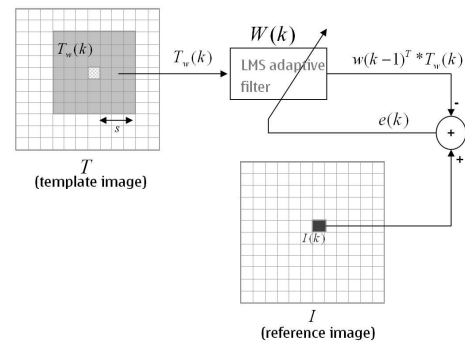 W(k)
T_w(k)
T_w(k)
LMS adaptive
filter
w(k−1)^T *T_w(k)
-
s
e(k)
+
+
T
(template image)
I(k)
I
(reference image)